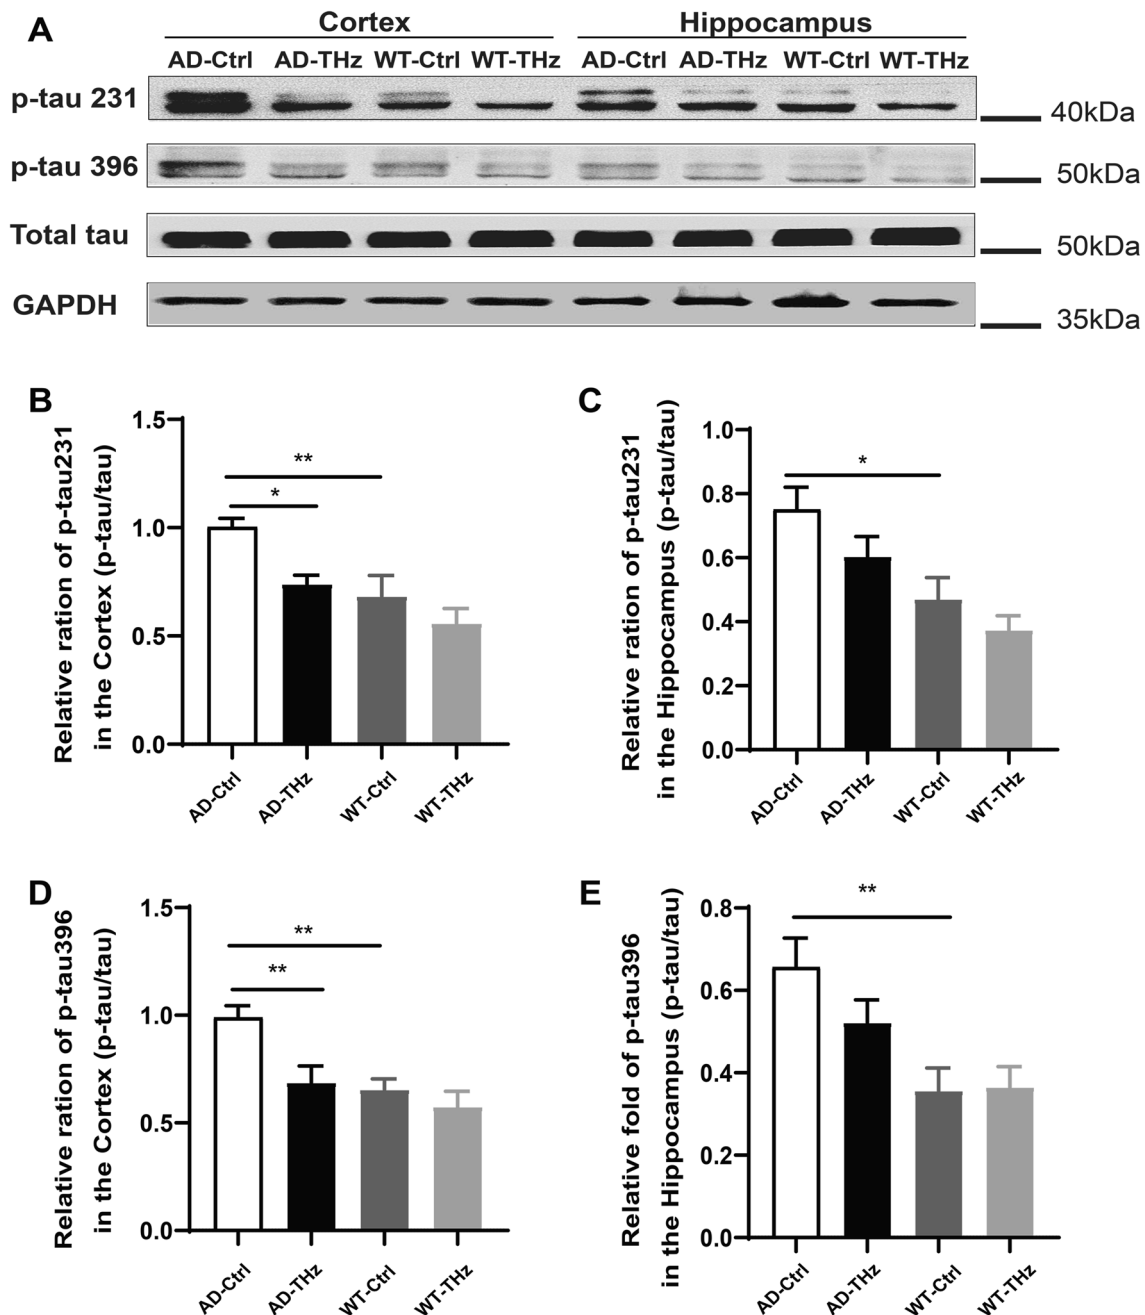 A
Cortex Hippocampus
AD-Ctrl AD-THz WT-Ctrl WT-THz AD-Ctrl AD-THz WT-Ctrl WT-THz
p-tau 231
40kDa
p-tau 396
50kDa
Total tau
50kDa
GAPDH
35kDa
B
Relative ration of p-tau231
in the Cortex (p-tau/tau)
1.5
1.0
0.5
0.0
**
*
AD-Ctrl AD-THz WT-Ctrl WT-THz
C
Relative ration of p-tau231
in the Hippocampus (p-tau/tau)
1.0
0.8
0.6
0.4
0.2
0.0
*
AD-Ctrl AD-THz WT-Ctrl WT-THz
D
Relative ration of p-tau396
in the Cortex (p-tau/tau)
1.5
1.0
0.5
0.0
**
**
AD-Ctrl AD-THz WT-Ctrl WT-THz
E
Relative fold of p-tau396
in the Hippocampus (p-tau/tau)
0.8
0.6
0.4
0.2
0.0
**
AD-Ctrl AD-THz WT-Ctrl WT-THz